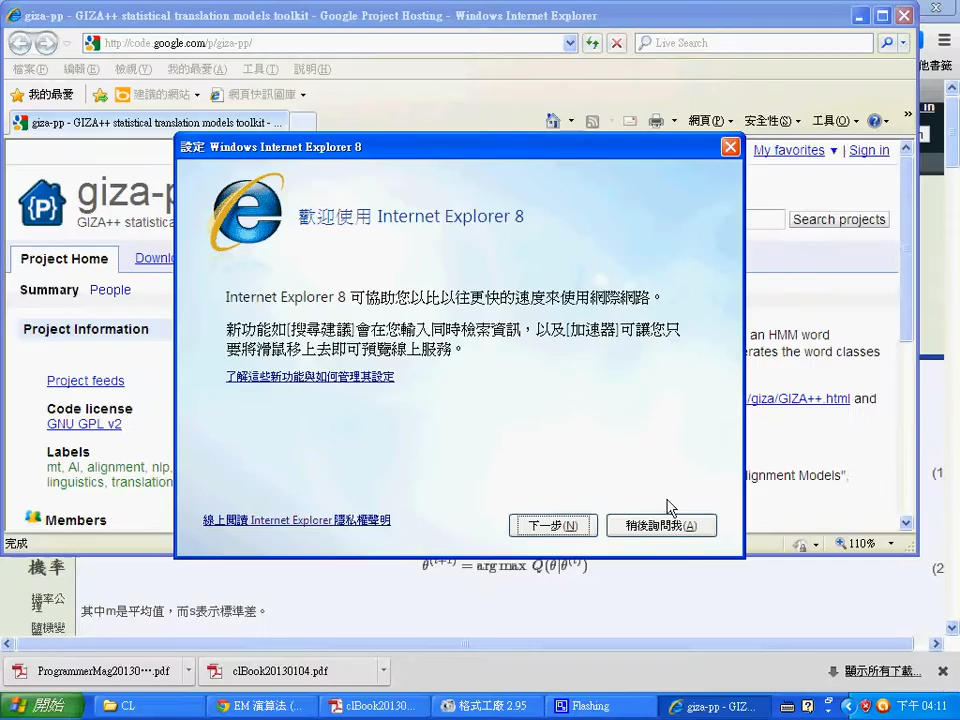 giza-pp - GIZA++ statistical translation models toolkit - Google Project Hosting - Windows Internet Explorer
http://code.google.com/p/giza-pp/
Live Search
檔案(F) 編輯(E) 檢視(V) 我的最愛(A) 工具(T) 說明(H)
我的最愛 建議的網站 網頁快訊圖庫
giza-pp - GIZA++ statistical translation models toolkit - ...
網頁(P) 安全性(S) 工具(O)
設定 Windows Internet Explorer 8
My favorites Sign in
giza-p
GIZA++ statistica
Search projects
歡迎使用 Internet Explorer 8
Project Home Downl
Summary People
Internet Explorer 8 可協助您以比以往更快的速度來使用網際網路。
Project Information
新功能如[搜尋建議]會在您輸入同時檢索資訊，以及[加速器]可讓您只
要將滑鼠移上去即可預覽線上服務。
an HMM word
erates the word classes
了解這些新功能與如何管理其設定
Project feeds
/giza/GIZA++.html and
Code license
GNU GPL v2
Labels
mt, AI, alignment, nlp,
linguistics, translation
lignment Models",
(1
Members
線上閱讀 Internet Explorer 隱私權聲明
下一步(N) 稍後詢問我(A)
完成
110%
機率
(2
機率公
理
其中m是平均值，而s表示標準差。
隨機變
ProgrammerMag20130⋯.pdf
clBook20130104.pdf
顯示所有下載...
開始
CL
EM 演算法 (...
clBook20130...
格式工廠 2.95
Flashing
giza-pp - GIZ...
下午 04:11